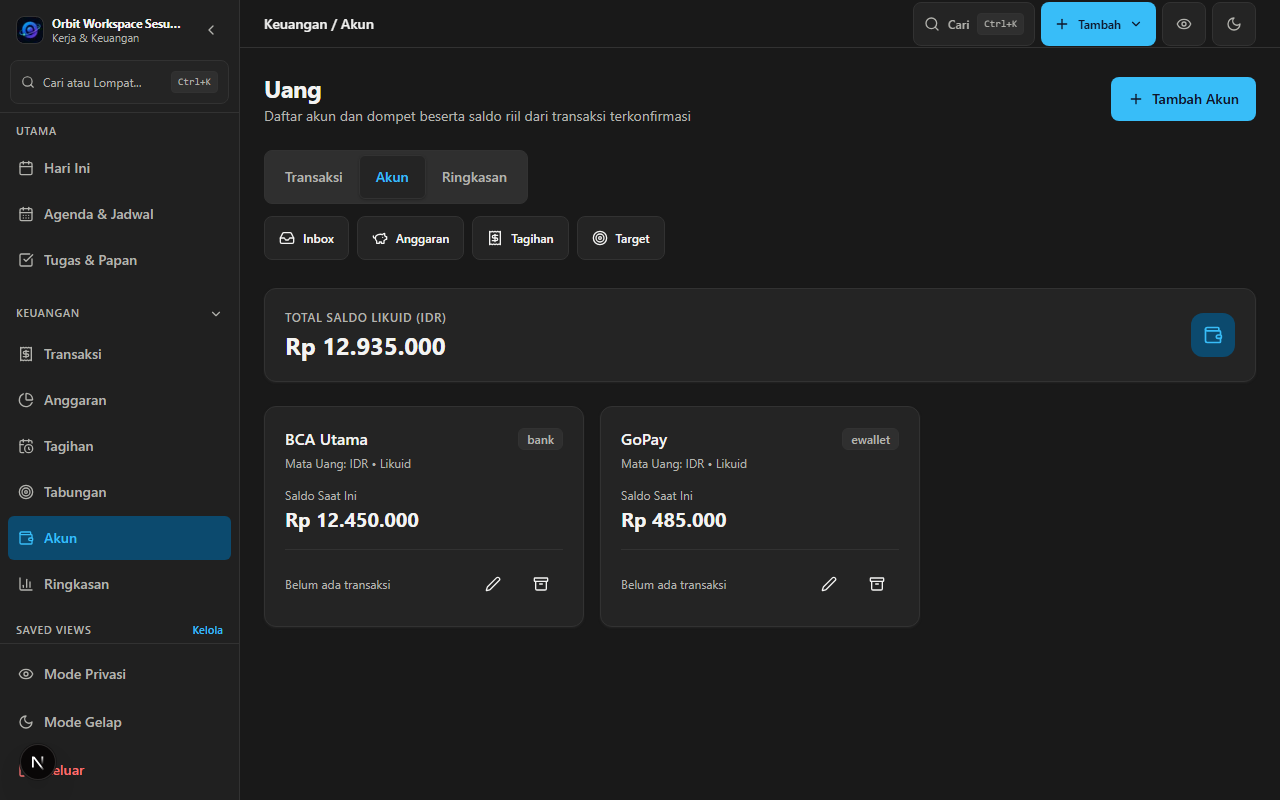 Orbit Workspace Sesu...
Kerja & Keuangan
Cari atau Lompat...
Ctrl+K
UTAMA
Hari Ini
Agenda & Jadwal
Tugas & Papan
KEUANGAN
Transaksi
Anggaran
Tagihan
Tabungan
Akun
Ringkasan
SAVED VIEWS
Kelola
Mode Privasi
Mode Gelap
N
eluar
Keuangan / Akun
Cari
Ctrl+K
Tambah
Uang
Daftar akun dan dompet beserta saldo riil dari transaksi terkonfirmasi
Tambah Akun
Transaksi
Akun
Ringkasan
Inbox
Anggaran
Tagihan
Target
TOTAL SALDO LIKUID (IDR)
Rp 12.935.000
BCA Utama
bank
Mata Uang: IDR • Likuid
Saldo Saat Ini
Rp 12.450.000
Belum ada transaksi
GoPay
ewallet
Mata Uang: IDR • Likuid
Saldo Saat Ini
Rp 485.000
Belum ada transaksi